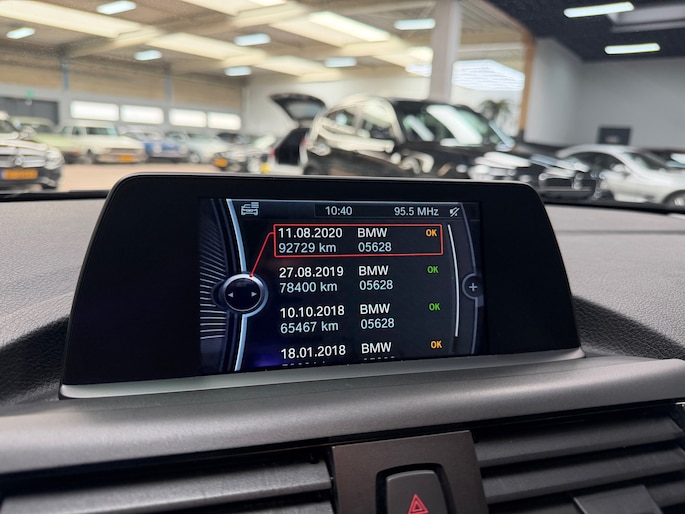 10:40 95.5 MHz
11.08.2020 BMW OK
92729 km 05628
27.08.2019 BMW OK
78400 km 05628
10.10.2018 BMW OK
65467 km 05628
18.01.2018 BMW OK